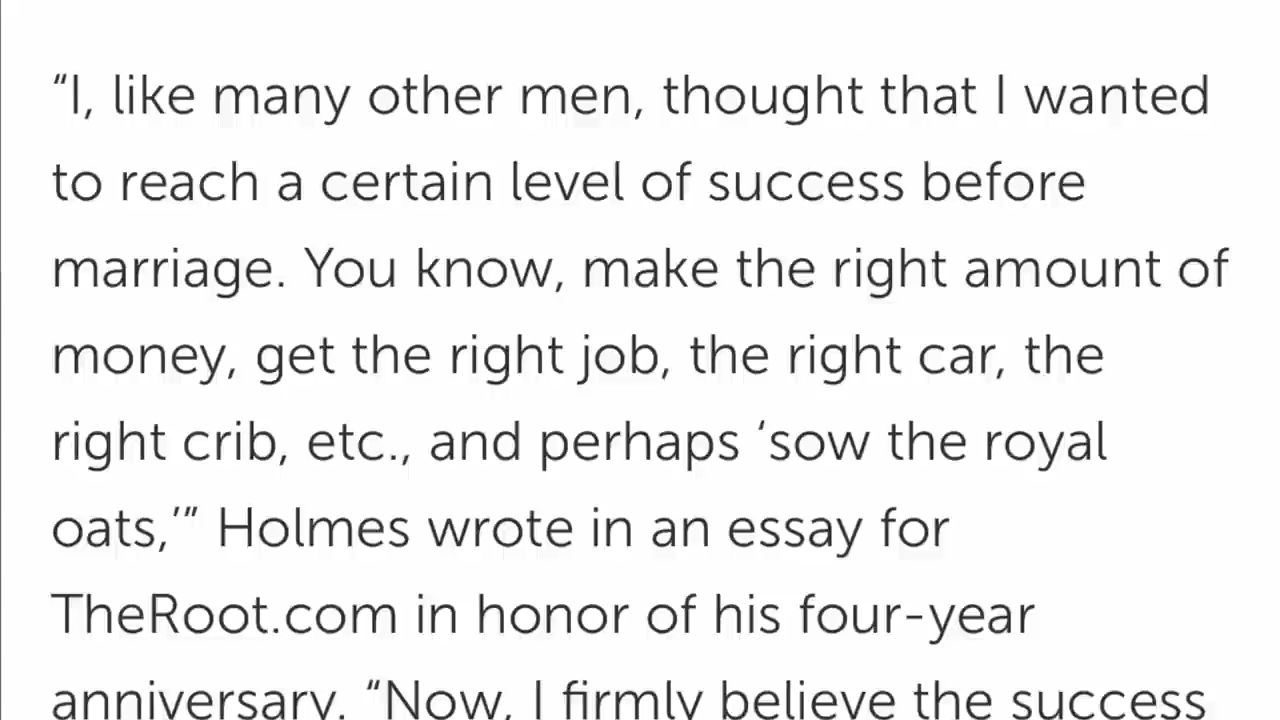 “I, like many other men, thought that I wanted
to reach a certain level of success before
marriage. You know, make the right amount of
money, get the right job, the right car, the
right crib, etc., and perhaps ‘sow the royal
oats,’” Holmes wrote in an essay for
TheRoot.com in honor of his four-year
anniversary. “Now, I firmly believe the success